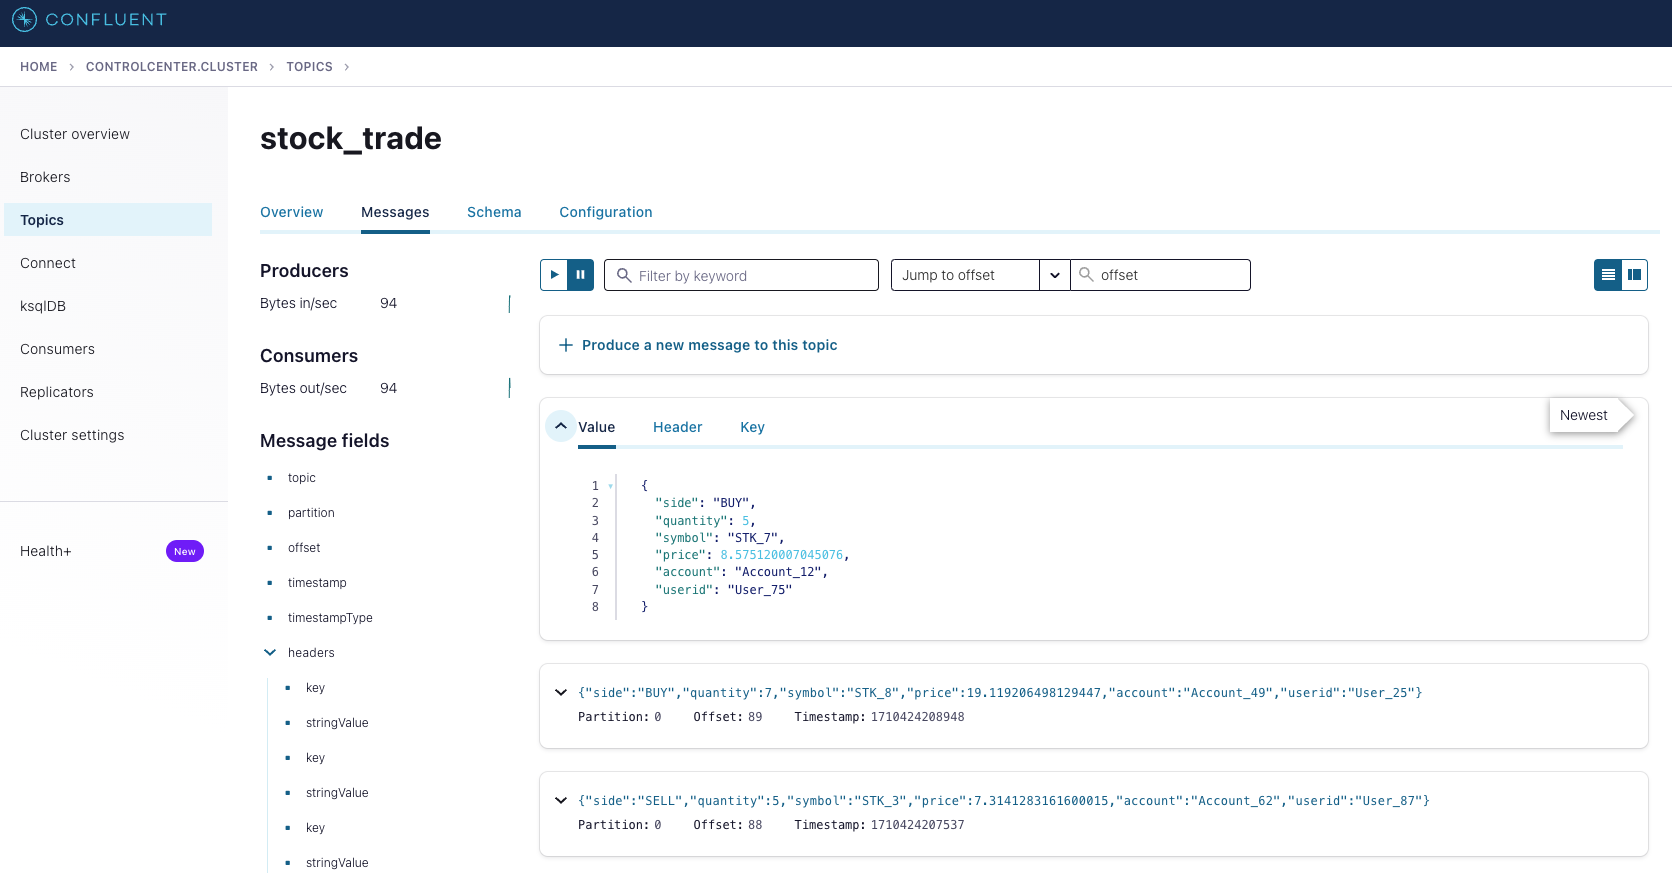 CONFLUENT
HOME > CONTROLCENTER.CLUSTER > TOPICS >
Cluster overview
Brokers
Topics
Connect
ksqlDB
Consumers
Replicators
Cluster settings
Health+ New
stock_trade
Overview Messages Schema Configuration
Producers
Bytes in/sec 94
Consumers
Bytes out/sec 94
Message fields
topic
partition
offset
timestamp
timestampType
headers
key
stringValue
key
stringValue
key
stringValue
Filter by keyword Jump to offset offset
Produce a new message to this topic
Newest
Value Header Key
1 {
2 "side": "BUY",
3 "quantity": 5,
4 "symbol": "STK_7",
5 "price": 8.575120007045076,
6 "account": "Account_12",
7 "userid": "User_75"
8 }
{"side":"BUY","quantity":7,"symbol":"STK_8","price":19.119206498129447,"account":"Account_49","userid":"User_25"}
Partition: 0 Offset: 89 Timestamp: 1710424208948
{"side":"SELL","quantity":5,"symbol":"STK_3","price":7.3141283161600015,"account":"Account_62","userid":"User_87"}
Partition: 0 Offset: 88 Timestamp: 1710424207537